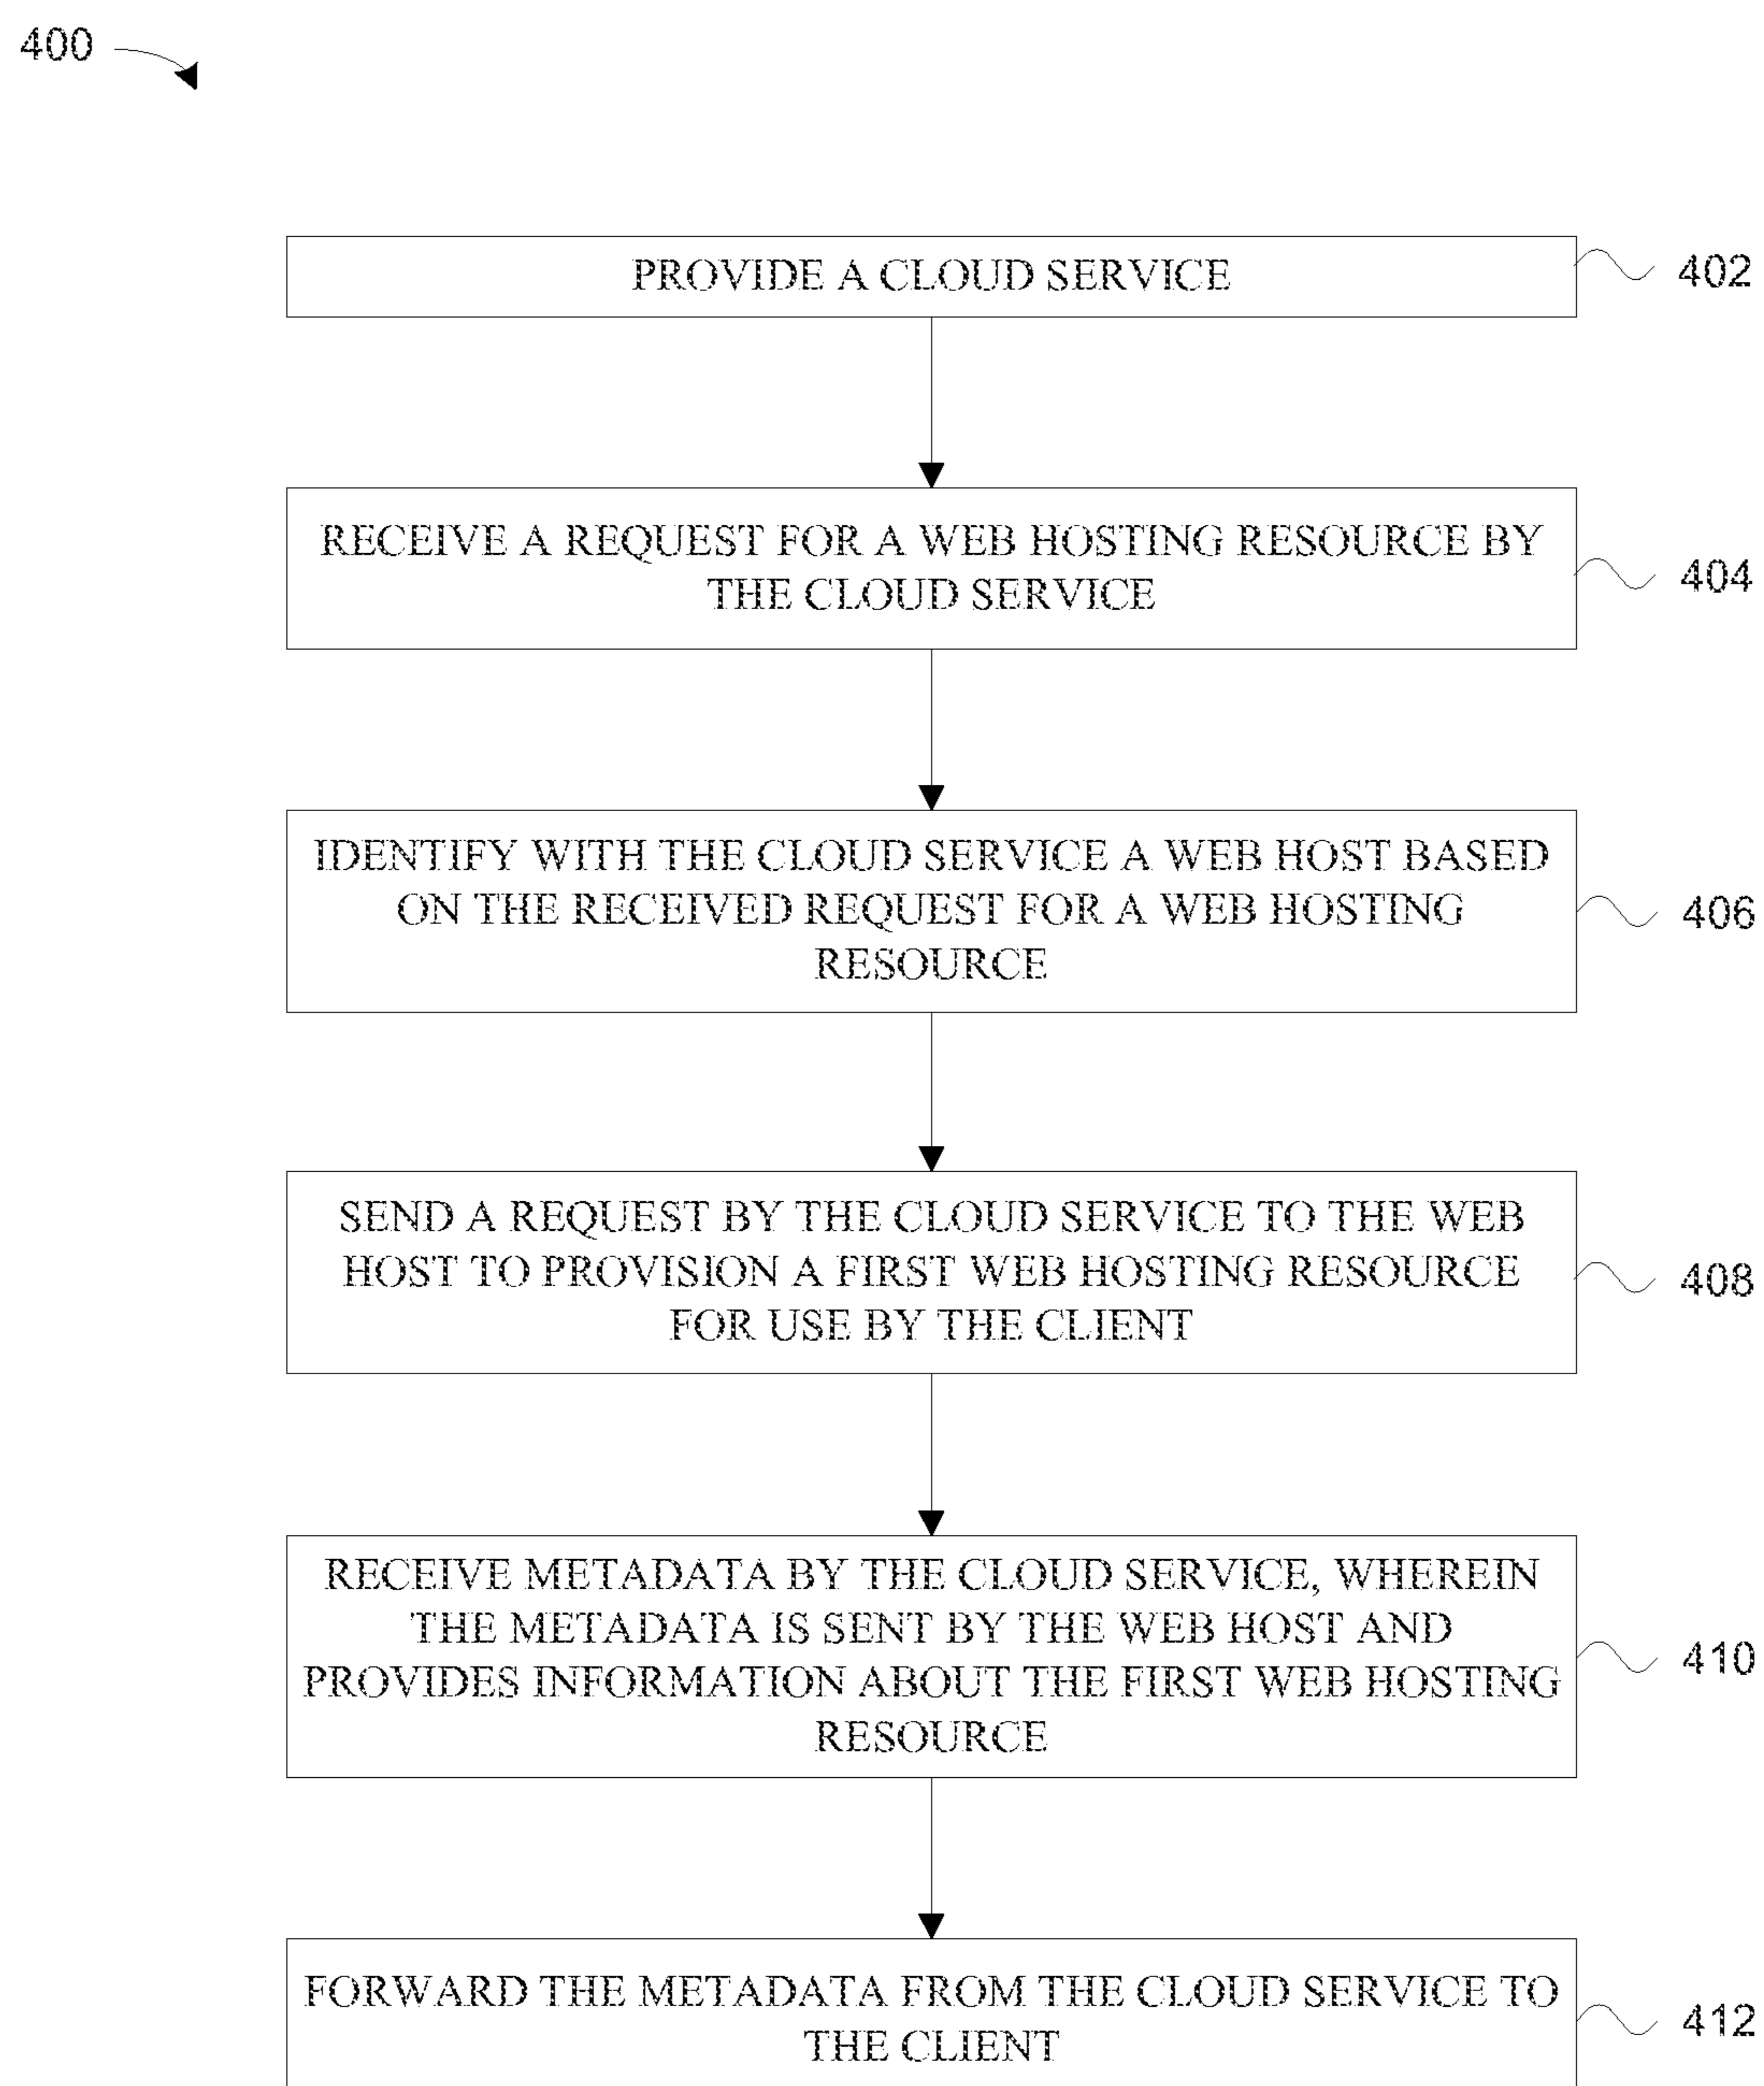 400
PROVIDE A CLOUD SERVICE
402
RECEIVE A REQUEST FOR A WEB HOSTING RESOURCE BY
THE CLOUD SERVICE
404
IDENTIFY WITH THE CLOUD SERVICE A WEB HOST BASED
ON THE RECEIVED REQUEST FOR A WEB HOSTING
RESOURCE
406
SEND A REQUEST BY THE CLOUD SERVICE TO THE WEB
HOST TO PROVISION A FIRST WEB HOSTING RESOURCE
FOR USE BY THE CLIENT
408
RECEIVE METADATA BY THE CLOUD SERVICE, WHEREIN
THE METADATA IS SENT BY THE WEB HOST AND
PROVIDES INFORMATION ABOUT THE FIRST WEB HOSTING
RESOURCE
410
FORWARD THE METADATA FROM THE CLOUD SERVICE TO
THE CLIENT
412